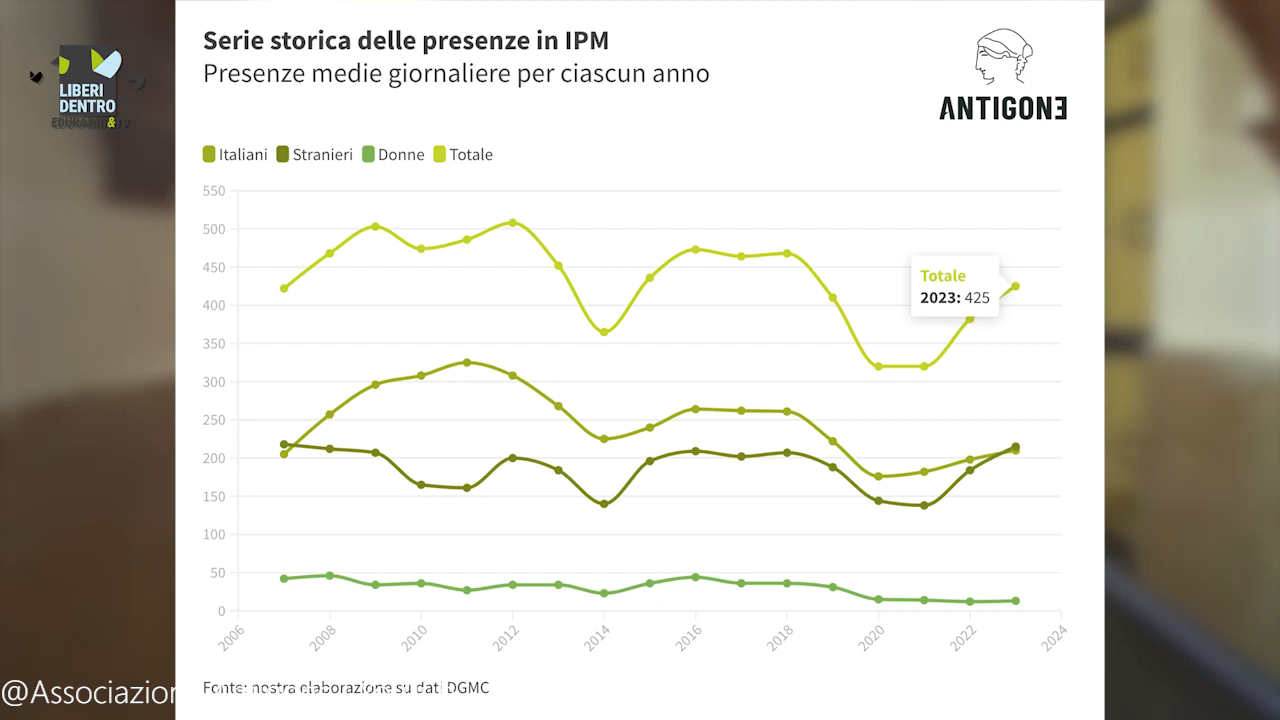 Serie storica delle presenze in IPM
Presenze medie giornaliere per ciascun anno
ANTIGONE
LIBERI
DENTRO
Italiani Stranieri Donne Totale
550
500
450
400
350
300
250
200
150
100
50
0
Totale
2023: 425
2006 2008 2010 2012 2014 2016 2018 2020 2022 2024
@Associazion
Fonte: nostra elaborazione su dati DGMC